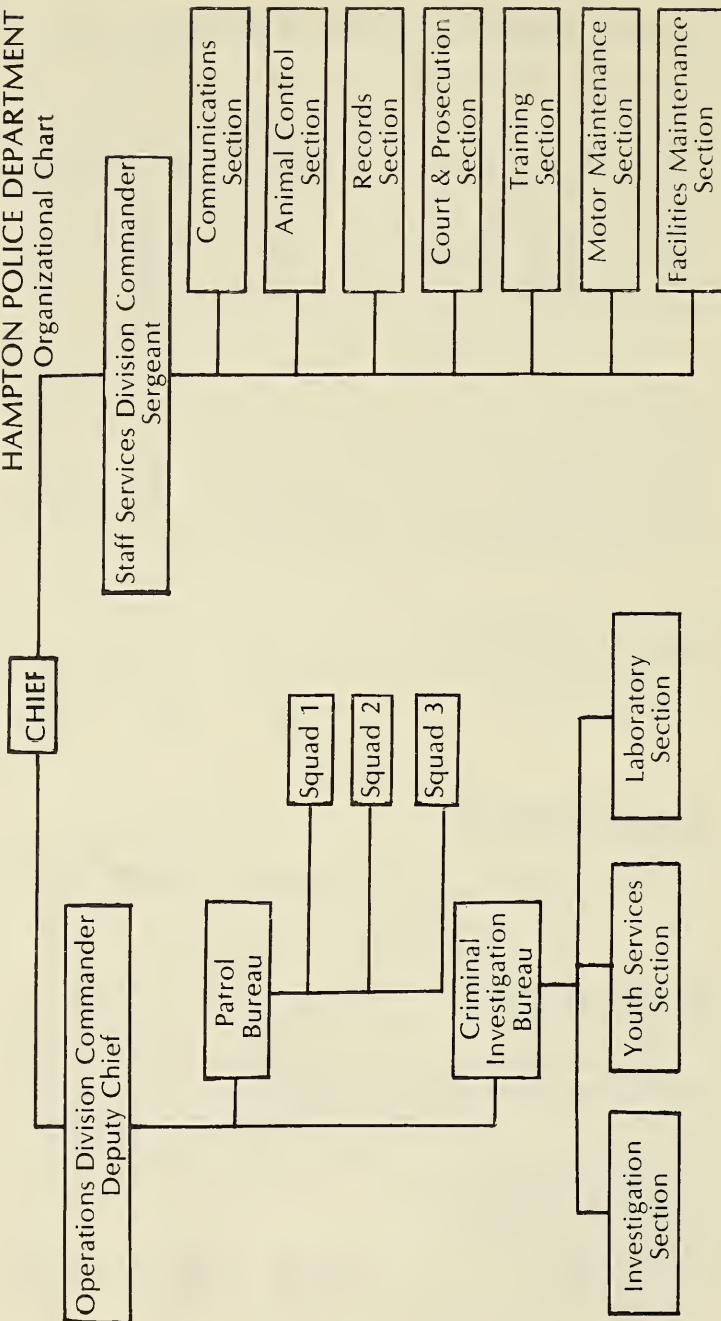 HAMPTON POLICE DEPARTMENT
Organizational Chart
CHIEF
Operations Division Commander
Deputy Chief
Patrol
Bureau
Squad 1
Squad 2
Squad 3
Criminal
Investigation
Bureau
Investigation
Section
Youth Services
Section
Laboratory
Section
Staff Services Division Commander
Sergeant
Communications
Section
Animal Control
Section
Records
Section
Court & Prosecution
Section
Training
Section
Motor Maintenance
Section
Facilities Maintenance
Section